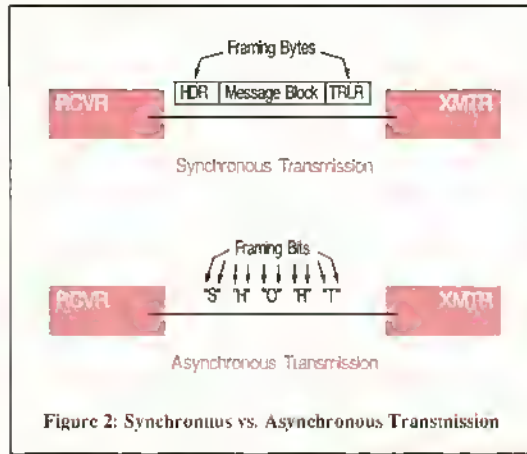 Framing Bytes
RCVR HDR Message Block TRLR XMTR
Synchronous Transmission
Framing Bits
RCVR "S" "H" "O" "R" "T" XMTR
Asynchronous Transmission
Figure 2: Synchronous vs. Asynchronous Transmission